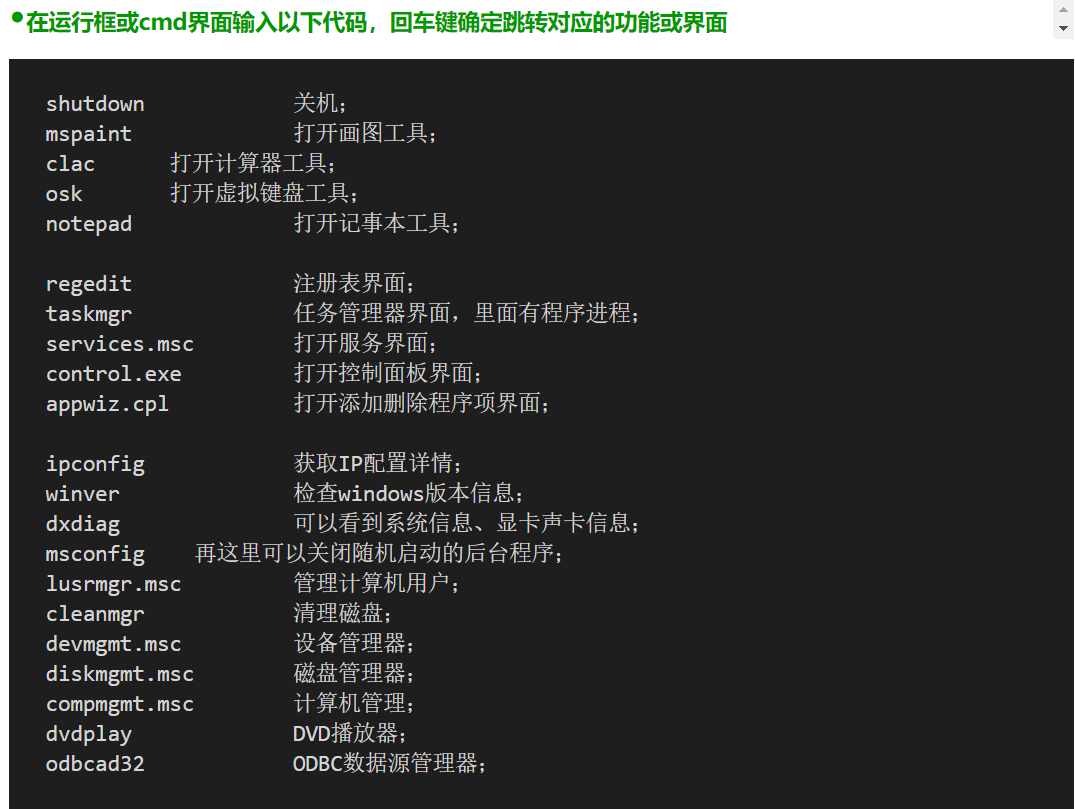 •在运行框或cmd界面输入以下代码，回车键确定跳转对应的功能或界面
shutdown 关机；
mspaint 打开画图工具；
clac 打开计算器工具；
osk 打开虚拟键盘工具；
notepad 打开记事本工具；
regedit 注册表界面；
taskmgr 任务管理器界面，里面有程序进程；
services.msc 打开服务界面；
control.exe 打开控制面板界面；
appwiz.cpl 打开添加删除程序项界面；
ipconfig 获取IP配置详情；
winver 检查windows版本信息；
dxdiag 可以看到系统信息、显卡声卡信息；
msconfig 再这里可以关闭随机启动的后台程序；
lusrmgr.msc 管理计算机用户；
cleanmgr 清理磁盘；
devmgmt.msc 设备管理器；
diskmgmt.msc 磁盘管理器；
compmgmt.msc 计算机管理；
dvdplay DVD播放器；
odbcad32 ODBC数据源管理器；